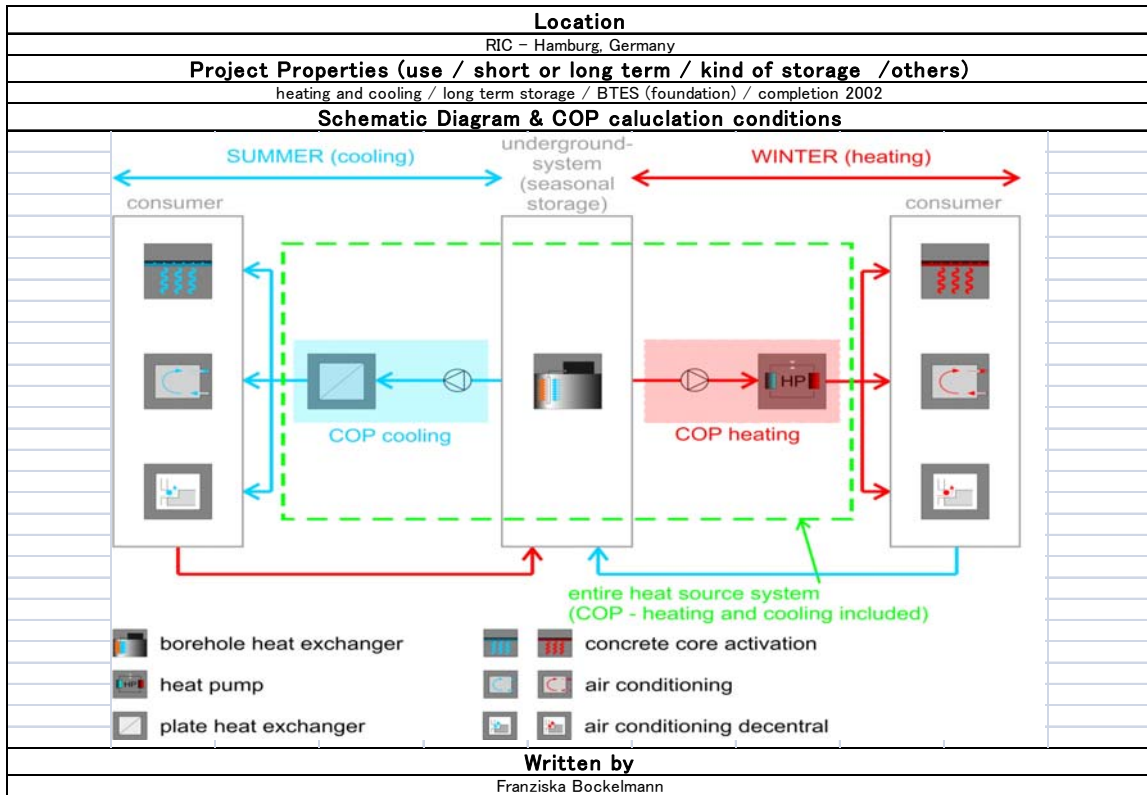 Location
RIC - Hamburg, Germany
Project Properties (use / short or long term / kind of storage /others)
heating and cooling / long term storage / BTES (foundation) / completion 2002
Schematic Diagram & COP caluclation conditions
SUMMER (cooling)
underground-
system
(seasonal
storage)
WINTER (heating)
consumer
consumer
HP
COP cooling
COP heating
entire heat source system
(COP - heating and cooling included)
borehole heat exchanger
concrete core activation
HP
heat pump
air conditioning
plate heat exchanger
air conditioning decentral
Written by
Franziska Bockelmann